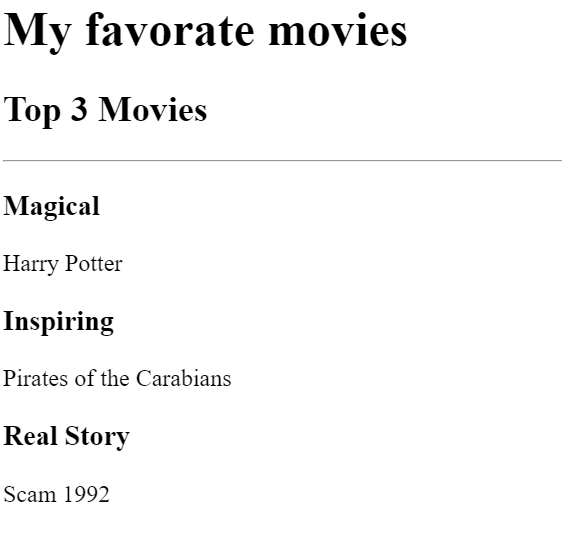 My favorate movies
Top 3 Movies
Magical
Harry Potter
Inspiring
Pirates of the Carabians
Real Story
Scam 1992